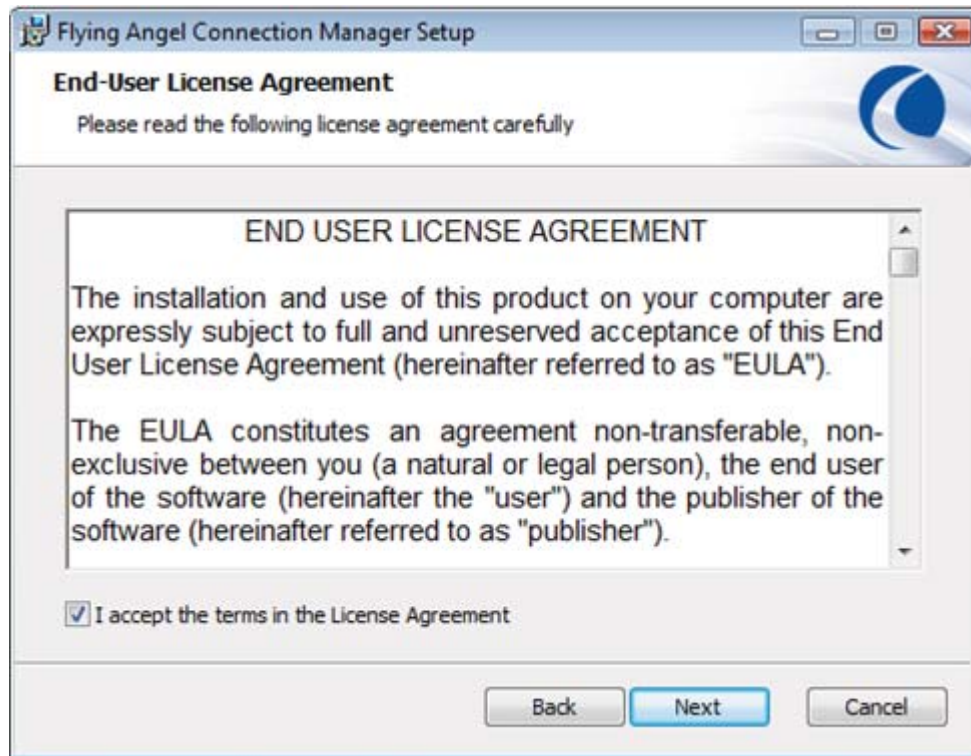 Flying Angel Connection Manager Setup
End-User License Agreement
Please read the following license agreement carefully
END USER LICENSE AGREEMENT
The installation and use of this product on your computer are
expressly subject to full and unreserved acceptance of this End
User License Agreement (hereinafter referred to as "EULA").
The EULA constitutes an agreement non-transferable, non-
exclusive between you (a natural or legal person), the end user
of the software (hereinafter the "user") and the publisher of the
software (hereinafter referred to as "publisher").
I accept the terms in the License Agreement
Back Next Cancel